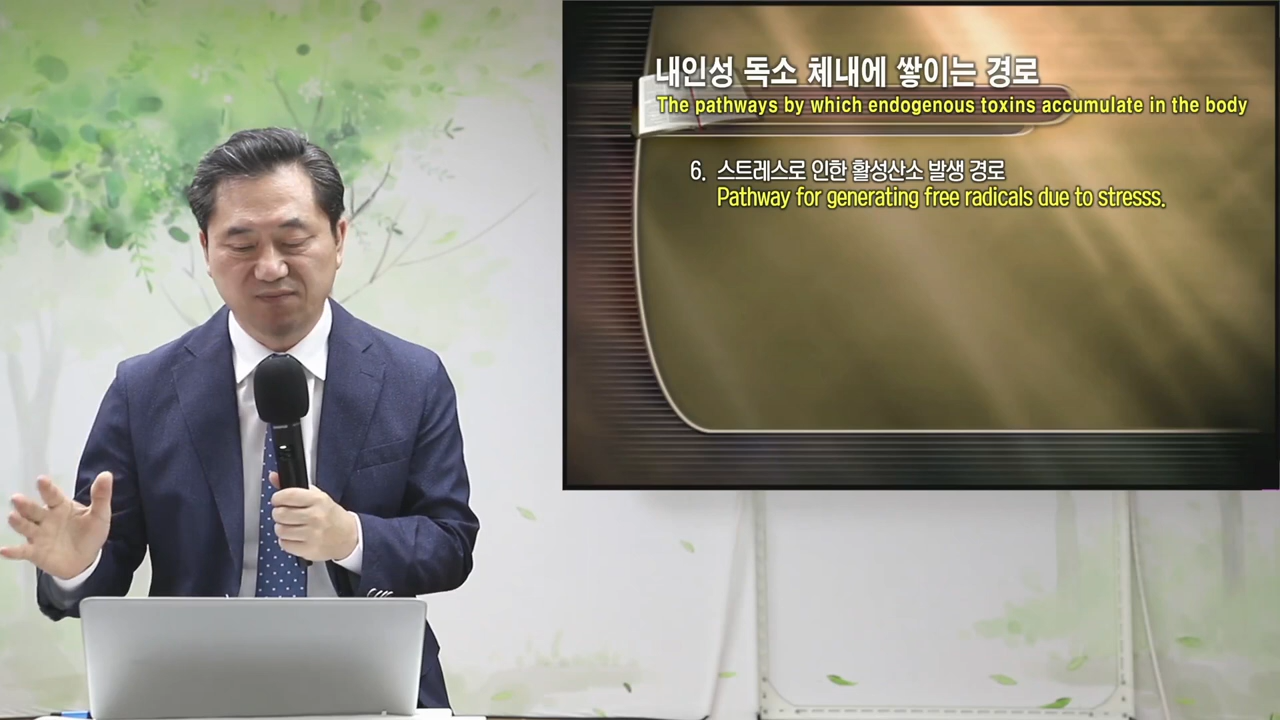 내인성 독소 체내에 쌓이는 경로
The pathways by which endogenous toxins accumulate in the body
6. 스트레스로 인한 활성산소 발생 경로
Pathway for generating free radicals due to stresss.